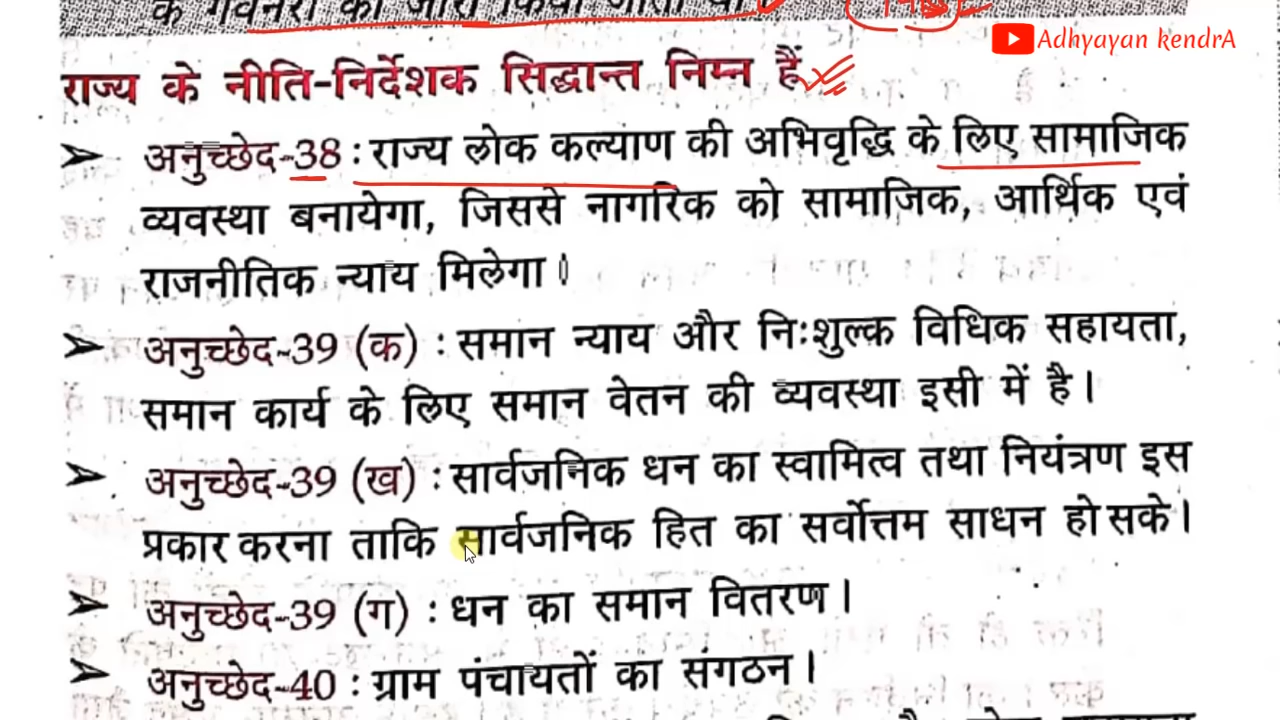 के गवर्नरों को जारी किया जाता था
Adhyayan kendrA
राज्य के नीति-निर्देशक सिद्धान्त निम्न हैं
अनुच्छेद-38 : राज्य लोक कल्याण की अभिवृद्धि के लिए सामाजिक
व्यवस्था बनायेगा, जिससे नागरिक को सामाजिक, आर्थिक एवं
राजनीतिक न्याय मिलेगा।
अनुच्छेद-39 (क) : समान न्याय और निःशुल्क विधिक सहायता,
समान कार्य के लिए समान वेतन की व्यवस्था इसी में है।
अनुच्छेद-39 (ख) : सार्वजनिक धन का स्वामित्व तथा नियंत्रण इस
प्रकार करना ताकि सार्वजनिक हित का सर्वोत्तम साधन हो सके।
अनुच्छेद-39 (ग) : धन का समान वितरण।
अनुच्छेद-40 : ग्राम पंचायतों का संगठन।